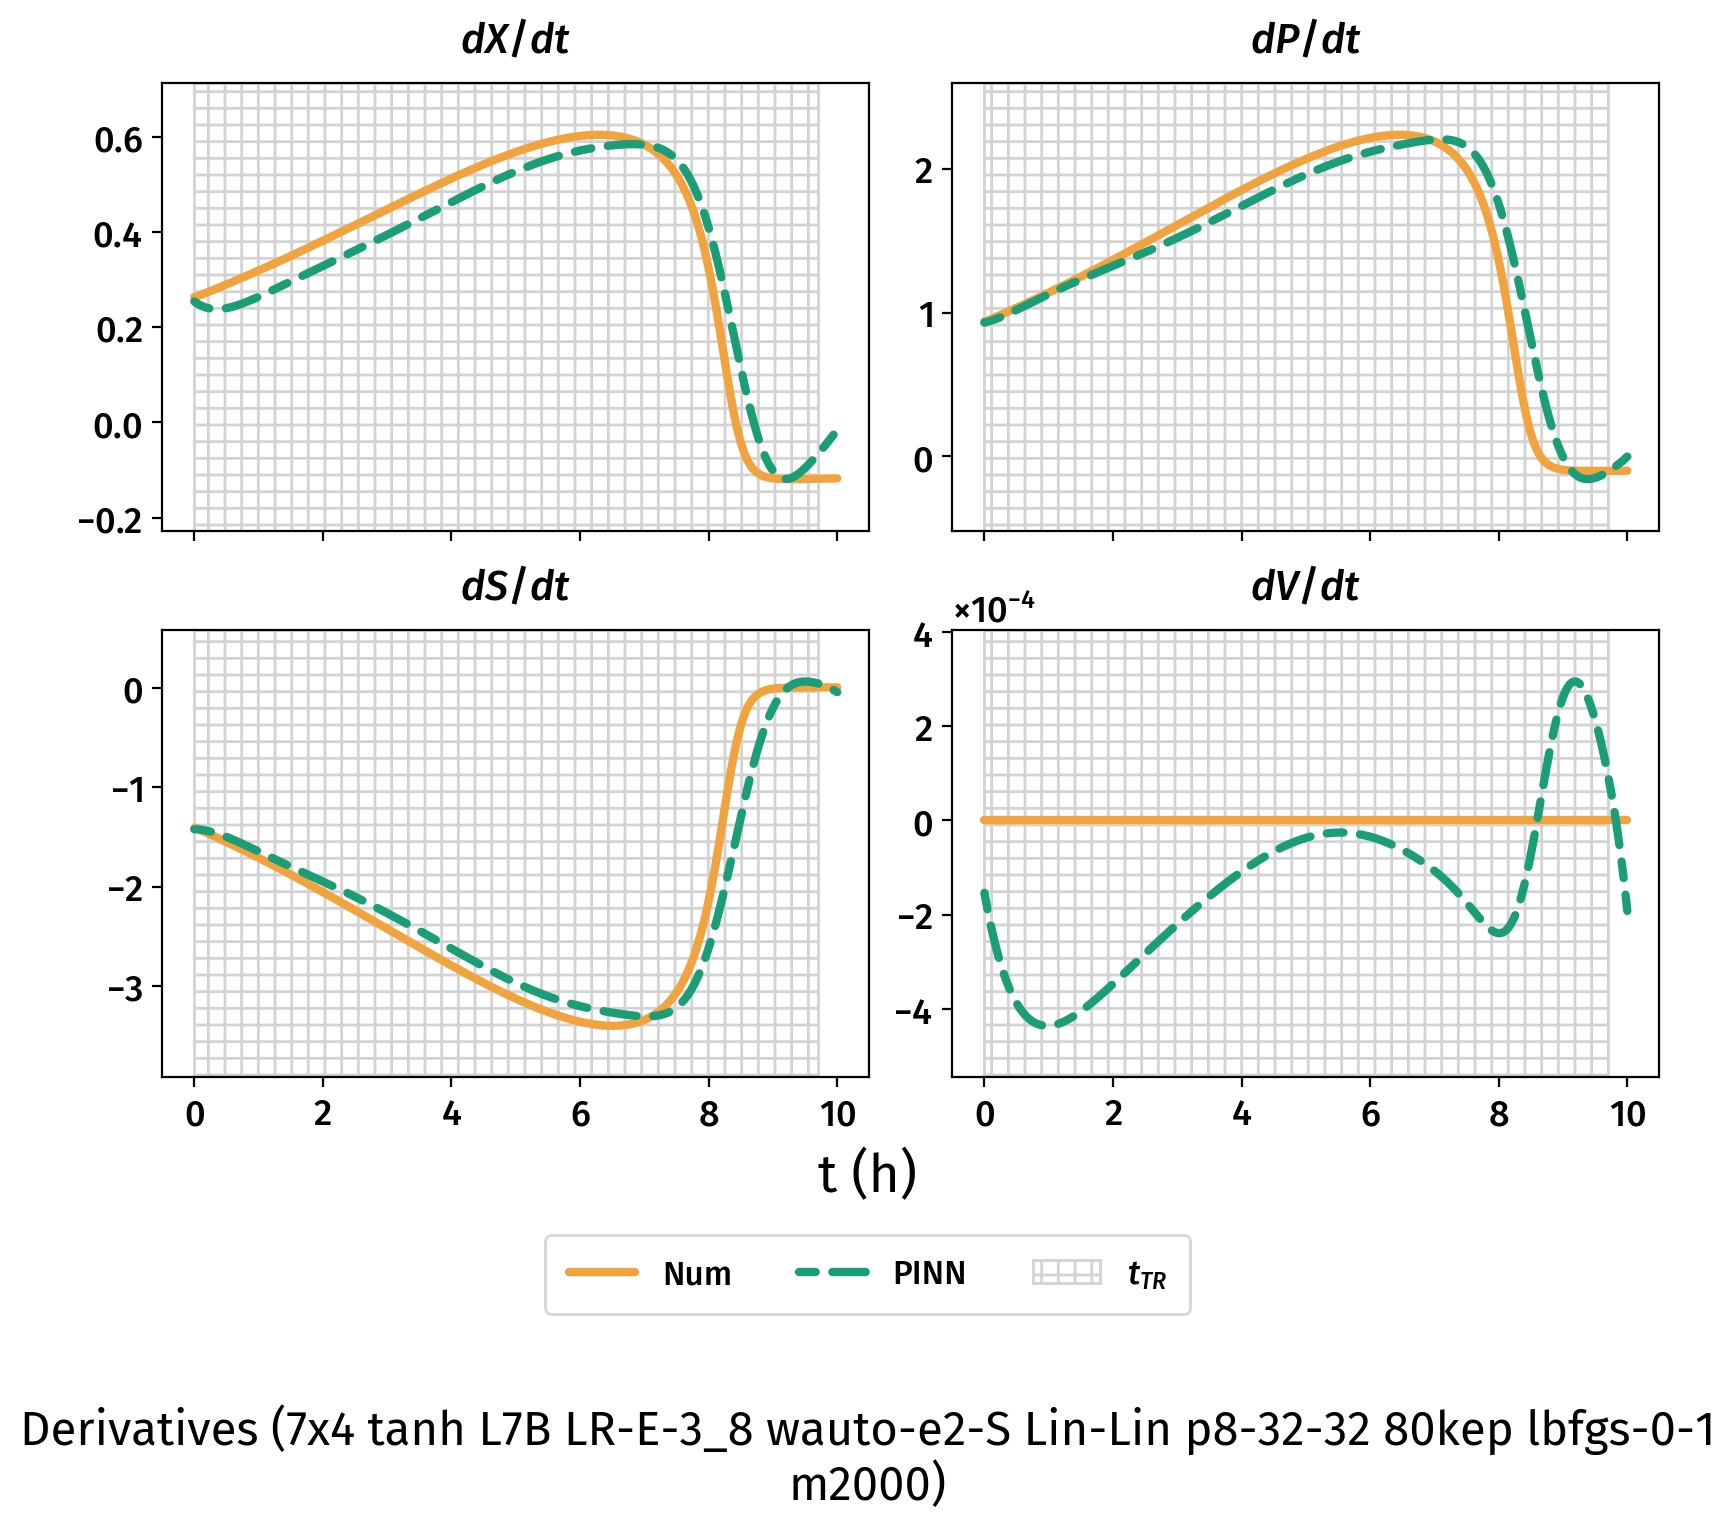 dX/dt
dP/dt
0.6
0.4
0.2
0.0
−0.2
2
1
0
dS/dt
dV/dt
×10⁻⁴
0
−1
−2
−3
4
2
0
−2
−4
0 2 4 6 8 10
0 2 4 6 8 10
t (h)
Num PINN t_TR
Derivatives (7x4 tanh L7B LR-E-3_8 wauto-e2-S Lin-Lin p8-32-32 80kep lbfgs-0-1
m2000)